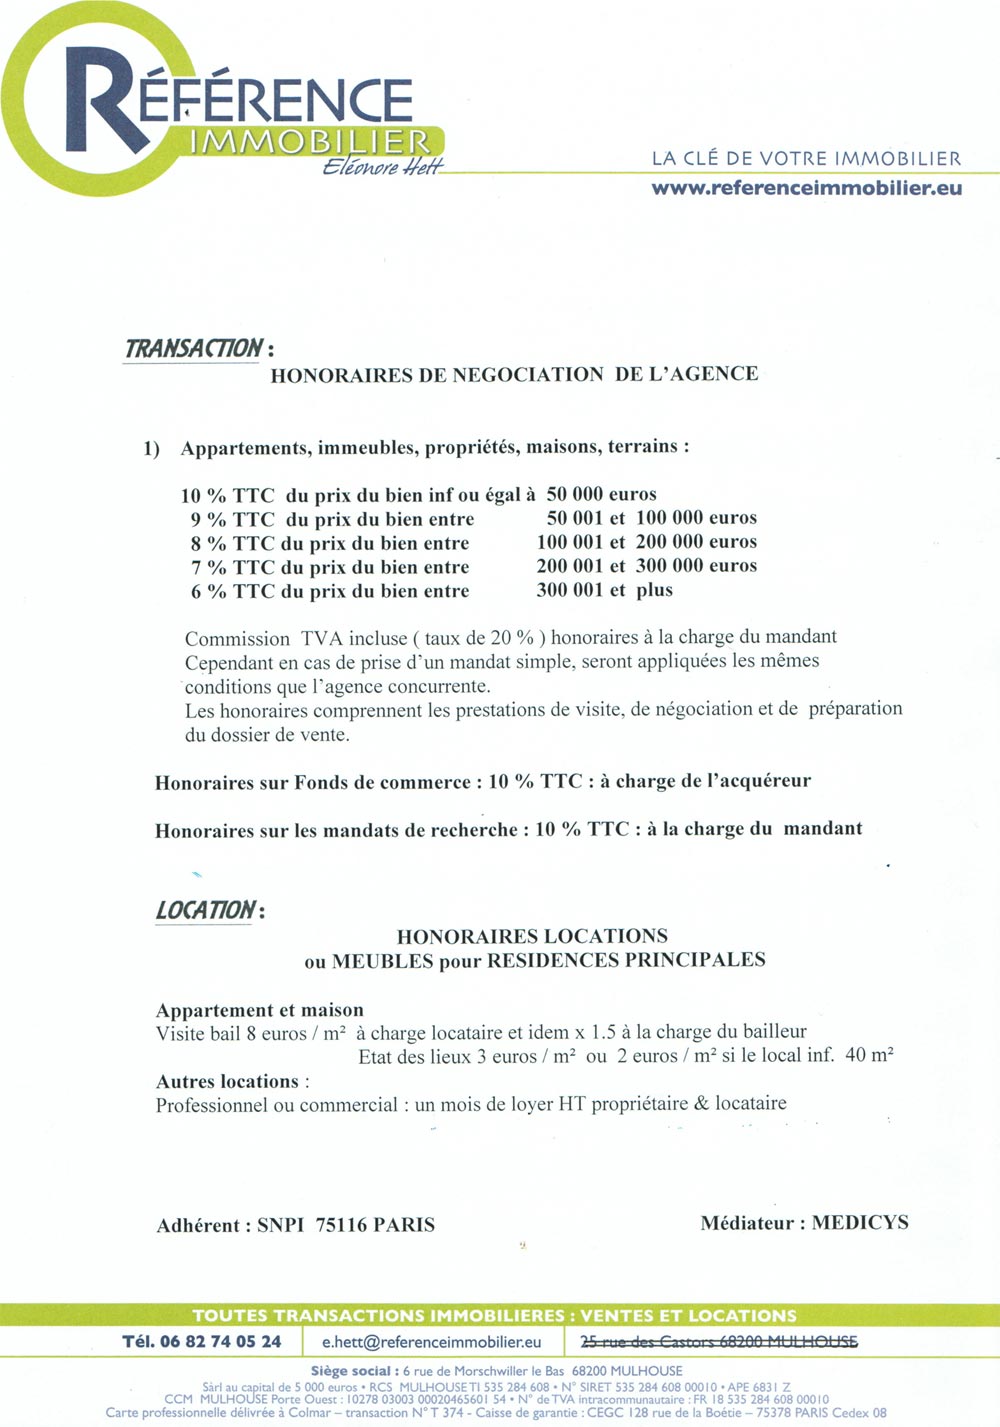 RÉFÉRENCE
IMMOBILIER
Eléonore Hett
LA CLÉ DE VOTRE IMMOBILIER
www.referenceimmobilier.eu
TRANSACTION :
HONORAIRES DE NEGOCIATION DE L'AGENCE
1) Appartements, immeubles, propriétés, maisons, terrains :
10 % TTC du prix du bien inf ou égal à 50 000 euros
9 % TTC du prix du bien entre 50 001 et 100 000 euros
8 % TTC du prix du bien entre 100 001 et 200 000 euros
7 % TTC du prix du bien entre 200 001 et 300 000 euros
6 % TTC du prix du bien entre 300 001 et plus
Commission TVA incluse ( taux de 20 % ) honoraires à la charge du mandant
Cependant en cas de prise d'un mandat simple, seront appliquées les mêmes
conditions que l'agence concurrente.
Les honoraires comprennent les prestations de visite, de négociation et de préparation
du dossier de vente.
Honoraires sur Fonds de commerce : 10 % TTC : à charge de l'acquéreur
Honoraires sur les mandats de recherche : 10 % TTC : à la charge du mandant
LOCATION :
HONORAIRES LOCATIONS
ou MEUBLES pour RESIDENCES PRINCIPALES
Appartement et maison
Visite bail 8 euros / m² à charge locataire et idem x 1.5 à la charge du bailleur
Etat des lieux 3 euros / m² ou 2 euros / m² si le local inf. 40 m²
Autres locations :
Professionnel ou commercial : un mois de loyer HT propriétaire & locataire
Adhérent : SNPI 75116 PARIS
Médiateur : MEDICYS
TOUTES TRANSACTIONS IMMOBILIERES : VENTES ET LOCATIONS
Tél. 06 82 74 05 24 e.hett@referenceimmobilier.eu 25 rue des Castors 68200 MULHOUSE
Siège social : 6 rue de Morschwiller le Bas 68200 MULHOUSE
Sàrl au capital de 5 000 euros • RCS MULHOUSE TI 535 284 608 • N° SIRET 535 284 608 00010 • APE 6831 Z
CCM MULHOUSE Porte Ouest : 10278 03003 00020465601 54 • N° de TVA intracommunautaire : FR 18 535 284 608 00010
Carte professionnelle délivrée à Colmar – transaction N° T 374 - Caisse de garantie : CEGC 128 rue de la Boétie – 75378 PARIS Cedex 08